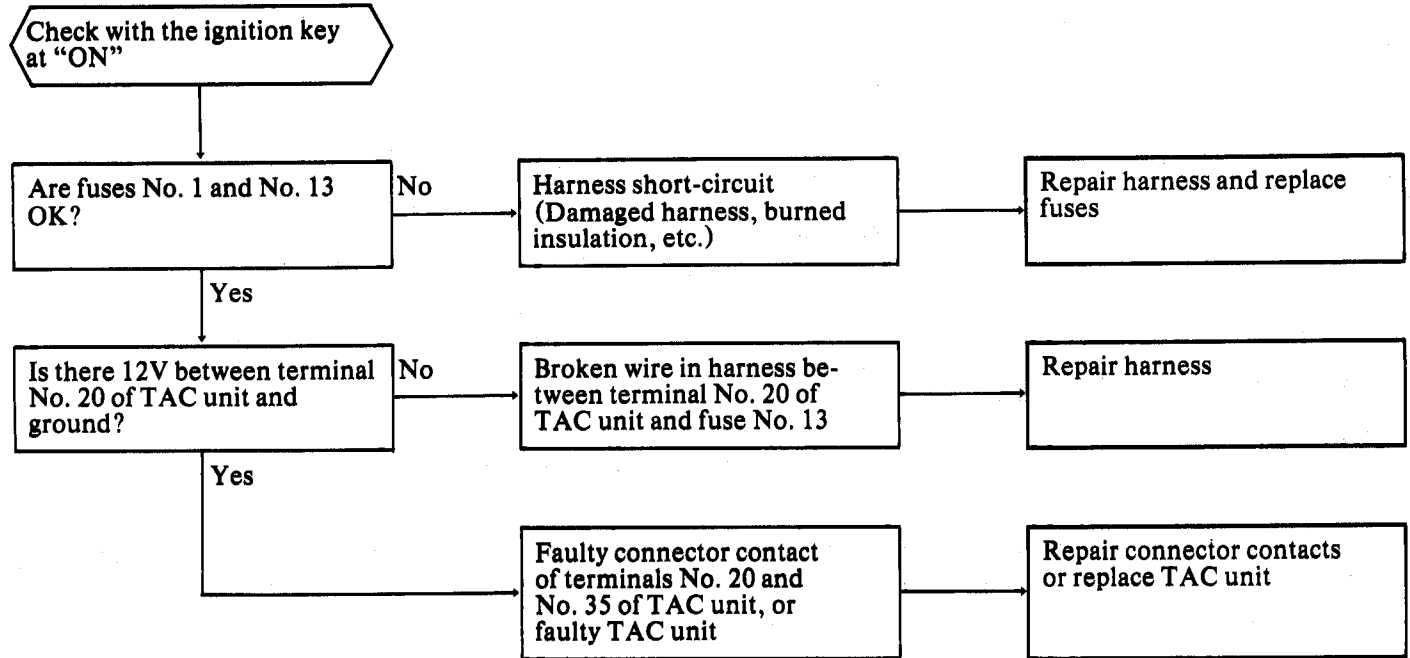 Check with the ignition key
at “ON”
Are fuses No. 1 and No. 13
OK?
No
Harness short-circuit
(Damaged harness, burned
insulation, etc.)
Repair harness and replace
fuses
Yes
Is there 12V between terminal
No. 20 of TAC unit and
ground?
No
Broken wire in harness be-
tween terminal No. 20 of
TAC unit and fuse No. 13
Repair harness
Yes
Faulty connector contact
of terminals No. 20 and
No. 35 of TAC unit, or
faulty TAC unit
Repair connector contacts
or replace TAC unit